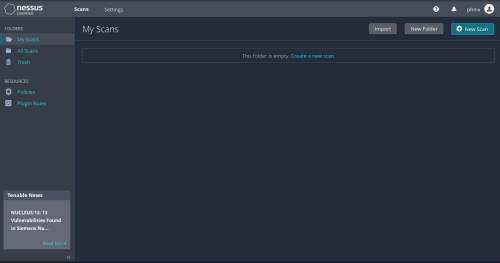 nessus
Essentials
Scans
Settings
phinx
FOLDERS
My Scans
All Scans
Trash
RESOURCES
Policies
Plugin Rules
Tenable News
NUCLEUS:13: 13
Vulnerabilities Found
in Siemens Nu...
Read More
My Scans
Import
New Folder
New Scan
This folder is empty. Create a new scan.